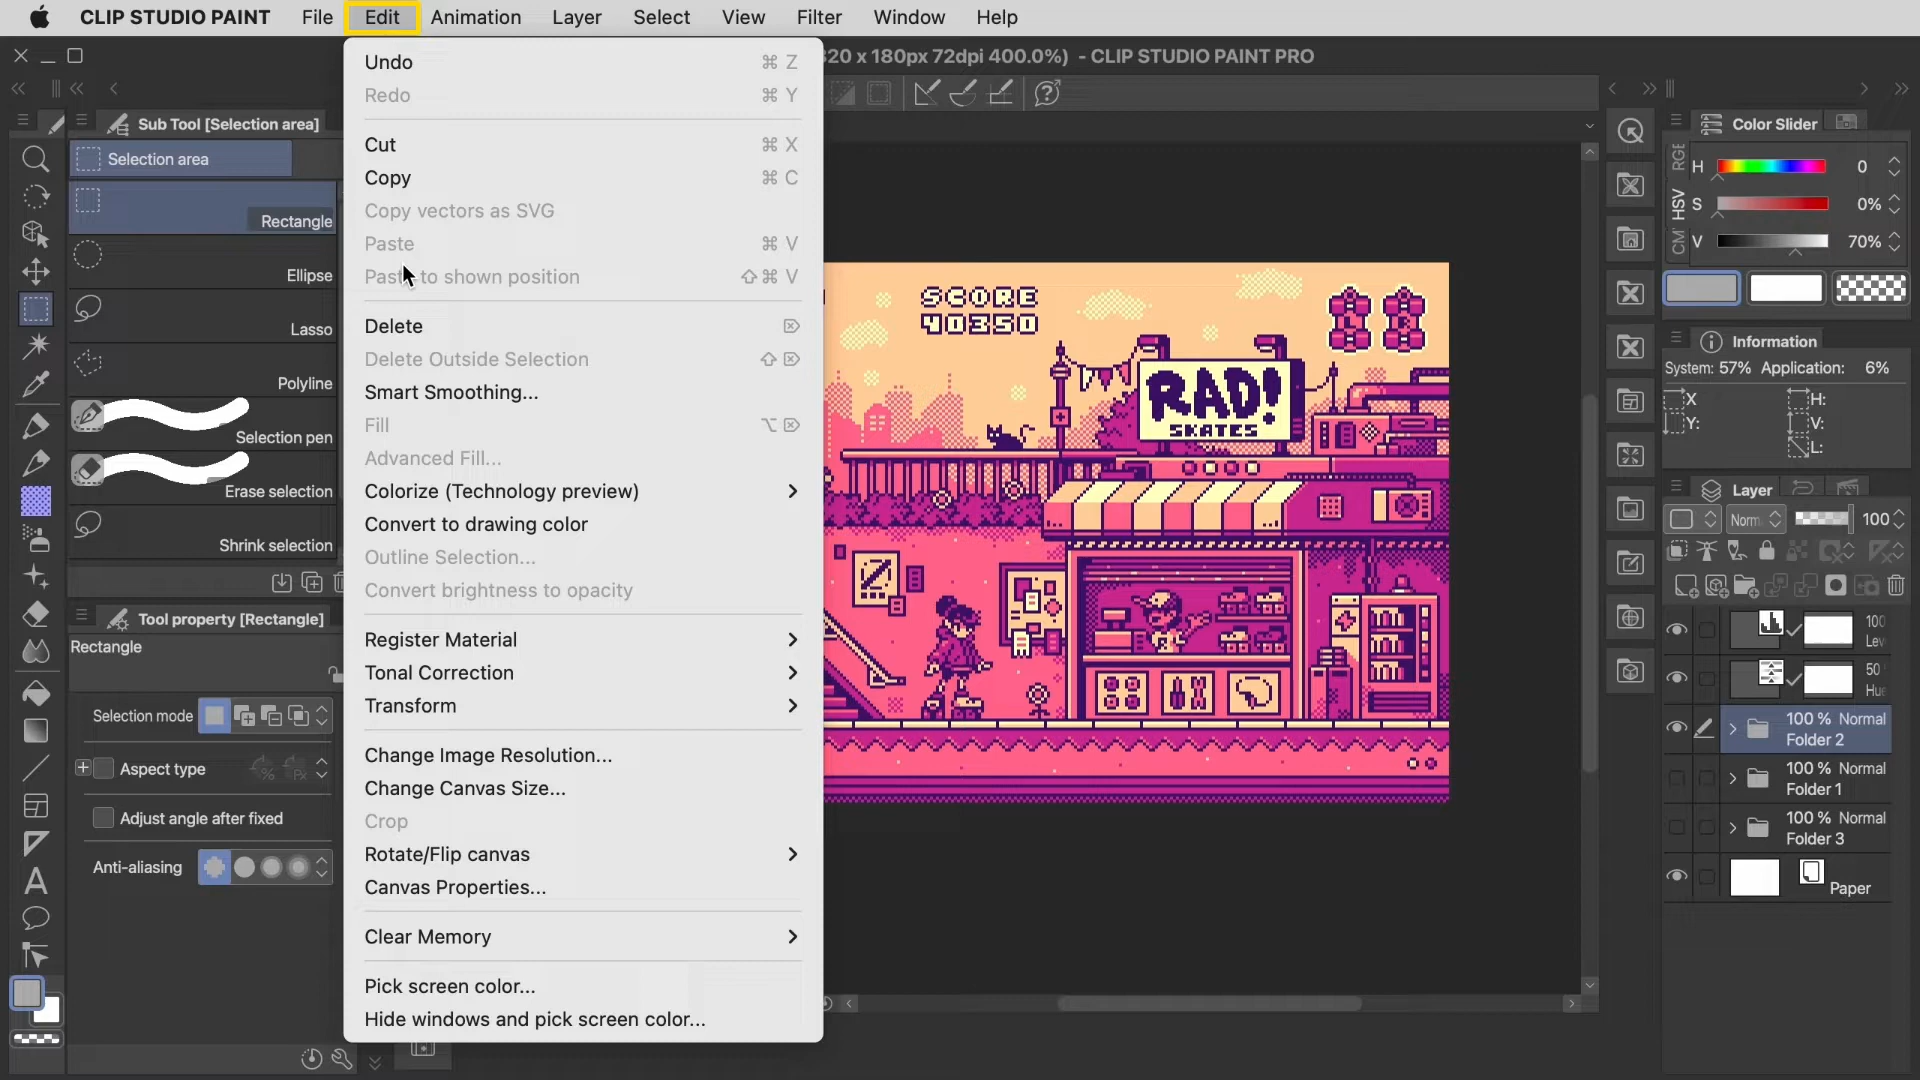 CLIP STUDIO PAINT File Edit Animation Layer Select View Filter Window Help
20 x 180px 72dpi 400.0%) - CLIP STUDIO PAINT PRO
Sub Tool [Selection area]
Selection area
Rectangle
Ellipse
Lasso
Polyline
Selection pen
Erase selection
Shrink selection
Tool property [Rectangle]
Rectangle
Selection mode
Aspect type
Adjust angle after fixed
Anti-aliasing
Undo ⌘ Z
Redo ⌘ Y
Cut ⌘ X
Copy ⌘ C
Copy vectors as SVG
Paste ⌘ V
Paste to shown position ⇧ ⌘ V
Delete ⌦
Delete Outside Selection ⇧ ⌦
Smart Smoothing...
Fill ⌥ ⌦
Advanced Fill...
Colorize (Technology preview)
Convert to drawing color
Outline Selection...
Convert brightness to opacity
Register Material
Tonal Correction
Transform
Change Image Resolution...
Change Canvas Size...
Crop
Rotate/Flip canvas
Canvas Properties...
Clear Memory
Pick screen color...
Hide windows and pick screen color...
SCORE
40350
L R
RAD!
SKATES
Color Slider
RGB
HSV
CM
H 0
S 0%
V 70%
Information
System: 57% Application: 6%
X H:
Y: V:
L:
Layer
Norm 100
100
Lev
50
Hue
100 % Normal
Folder 2
100 % Normal
Folder 1
100 % Normal
Folder 3
Paper